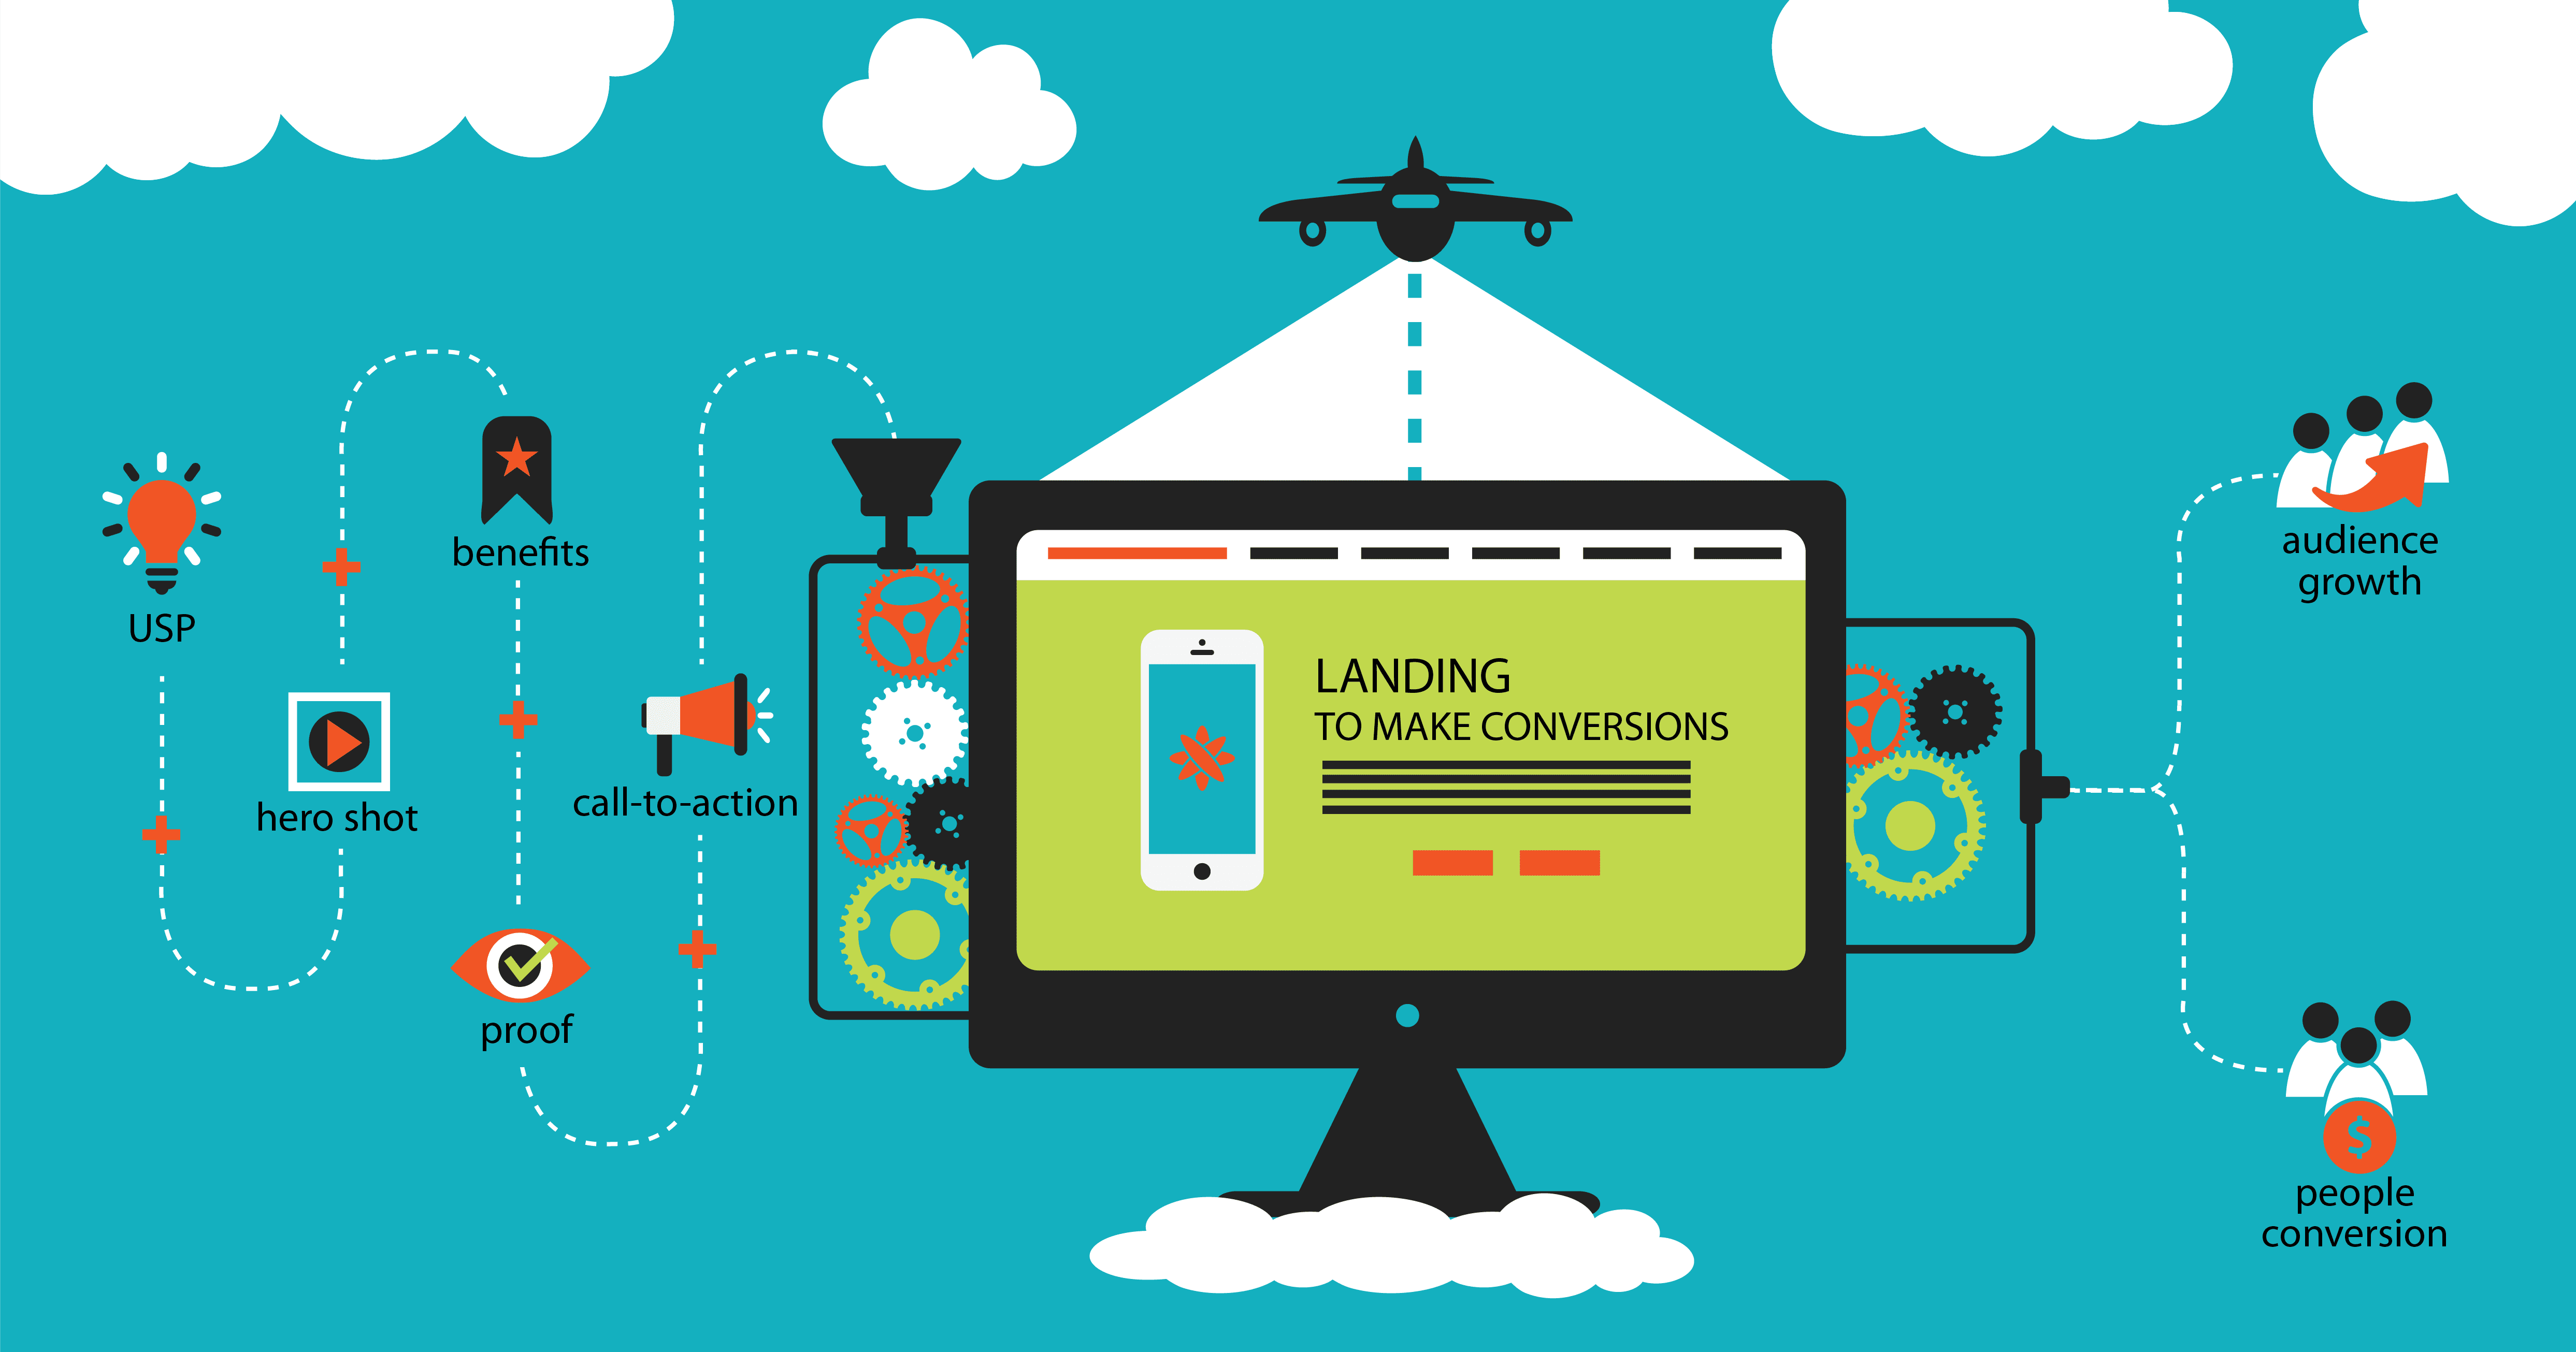 USP
hero shot
benefits
proof
call-to-action
LANDING
TO MAKE CONVERSIONS
audience
growth
$
people
conversion